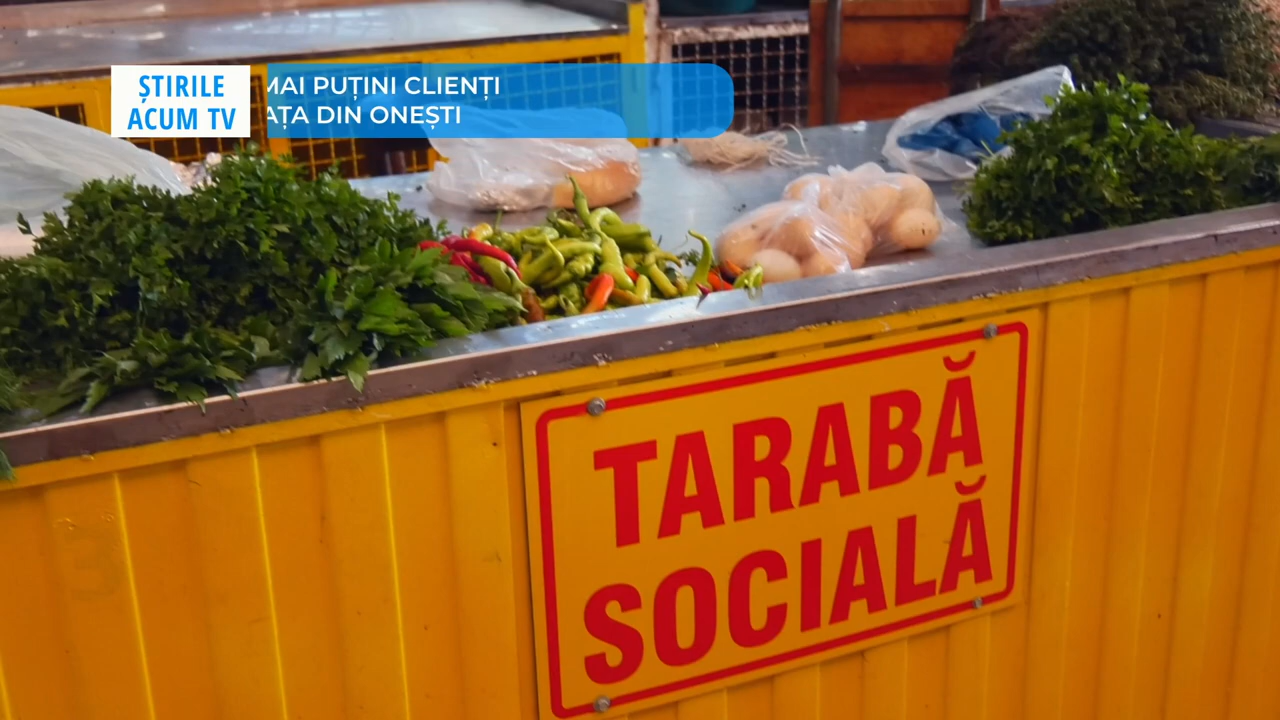 ȘTIRILE
ACUM TV
MAI PUȚINI CLIENȚI
AȚA DIN ONEȘTI
TARABĂ
SOCIALĂ